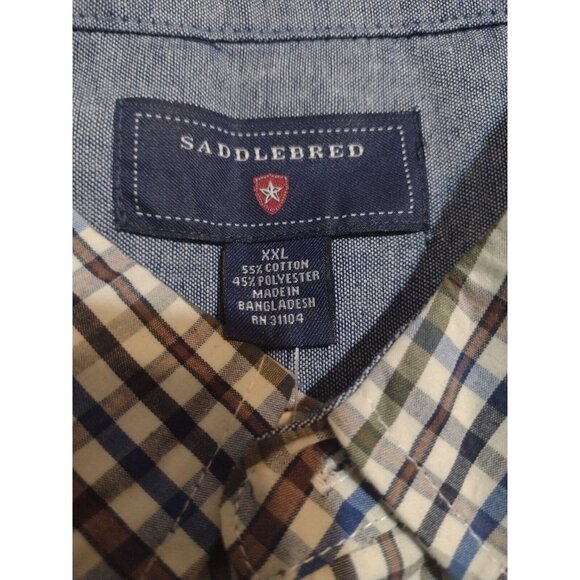 SADDLEBRED
XXL
55% COTTON
45% POLYESTER
MADE IN
BANGLADESH
RN 31104